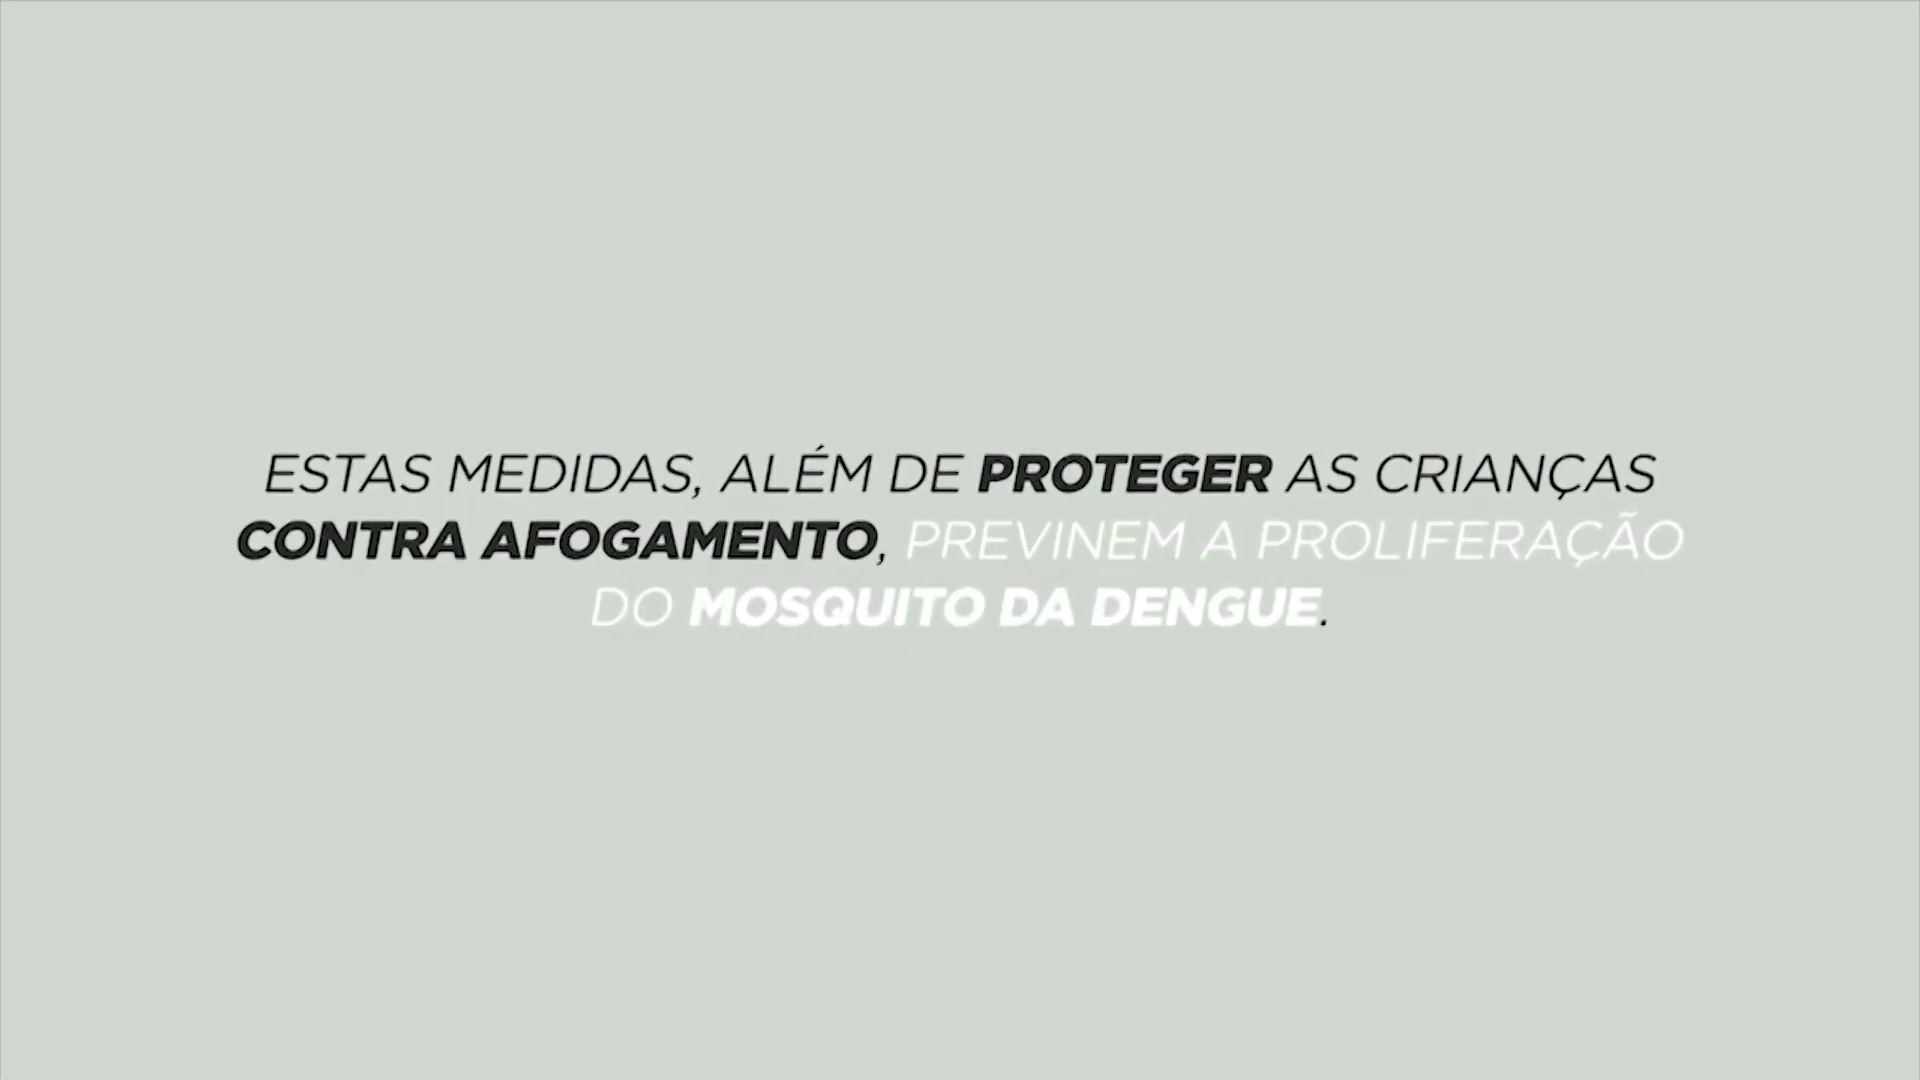 ESTAS MEDIDAS, ALÉM DE PROTEGER AS CRIANÇAS
CONTRA AFOGAMENTO, PREVINEM A PROLIFERAÇÃO
DO MOSQUITO DA DENGUE.